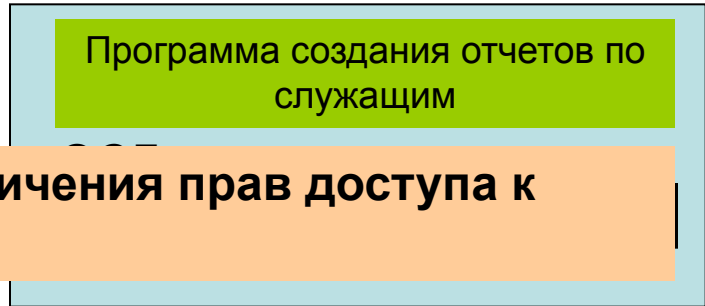 Программа создания отчетов по
служащим
ичения прав доступа к